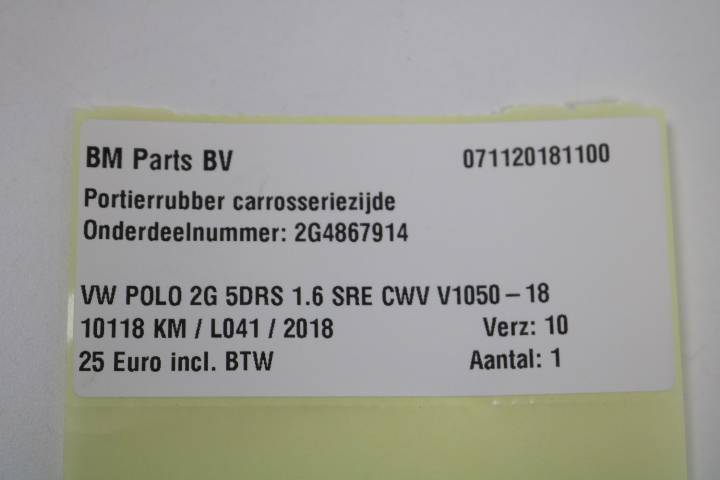 BM Parts BV 071120181100
Portierrubber carrosseriezijde
Onderdeelnummer: 2G4867914
VW POLO 2G 5DRS 1.6 SRE CWV V1050-18
10118 KM / L041 / 2018 Verz: 10
25 Euro incl. BTW Aantal: 1